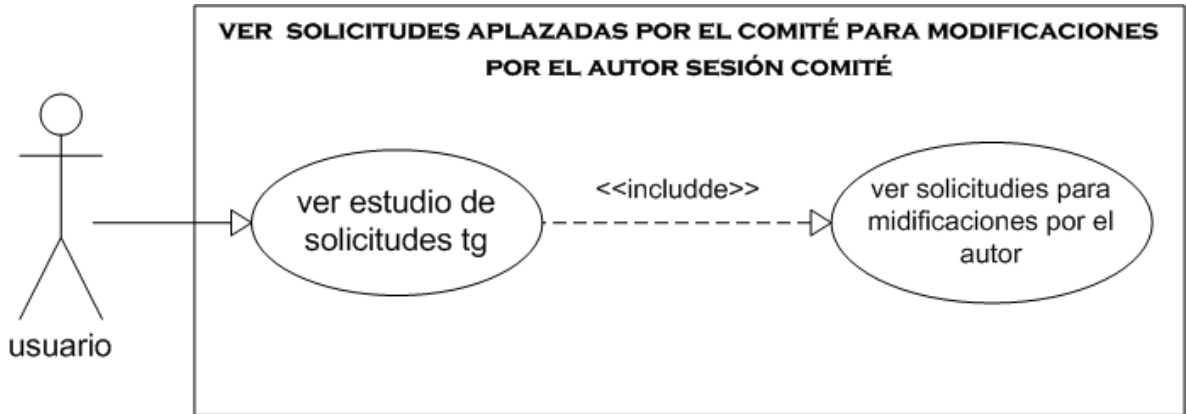 VER SOLICITUDES APLAZADAS POR EL COMITÉ PARA MODIFICACIONES
POR EL AUTOR SESIÓN COMITÉ
ver estudio de
solicitudes tg
<<includde>>
ver solicitudies para
midificaciones por el
autor
usuario